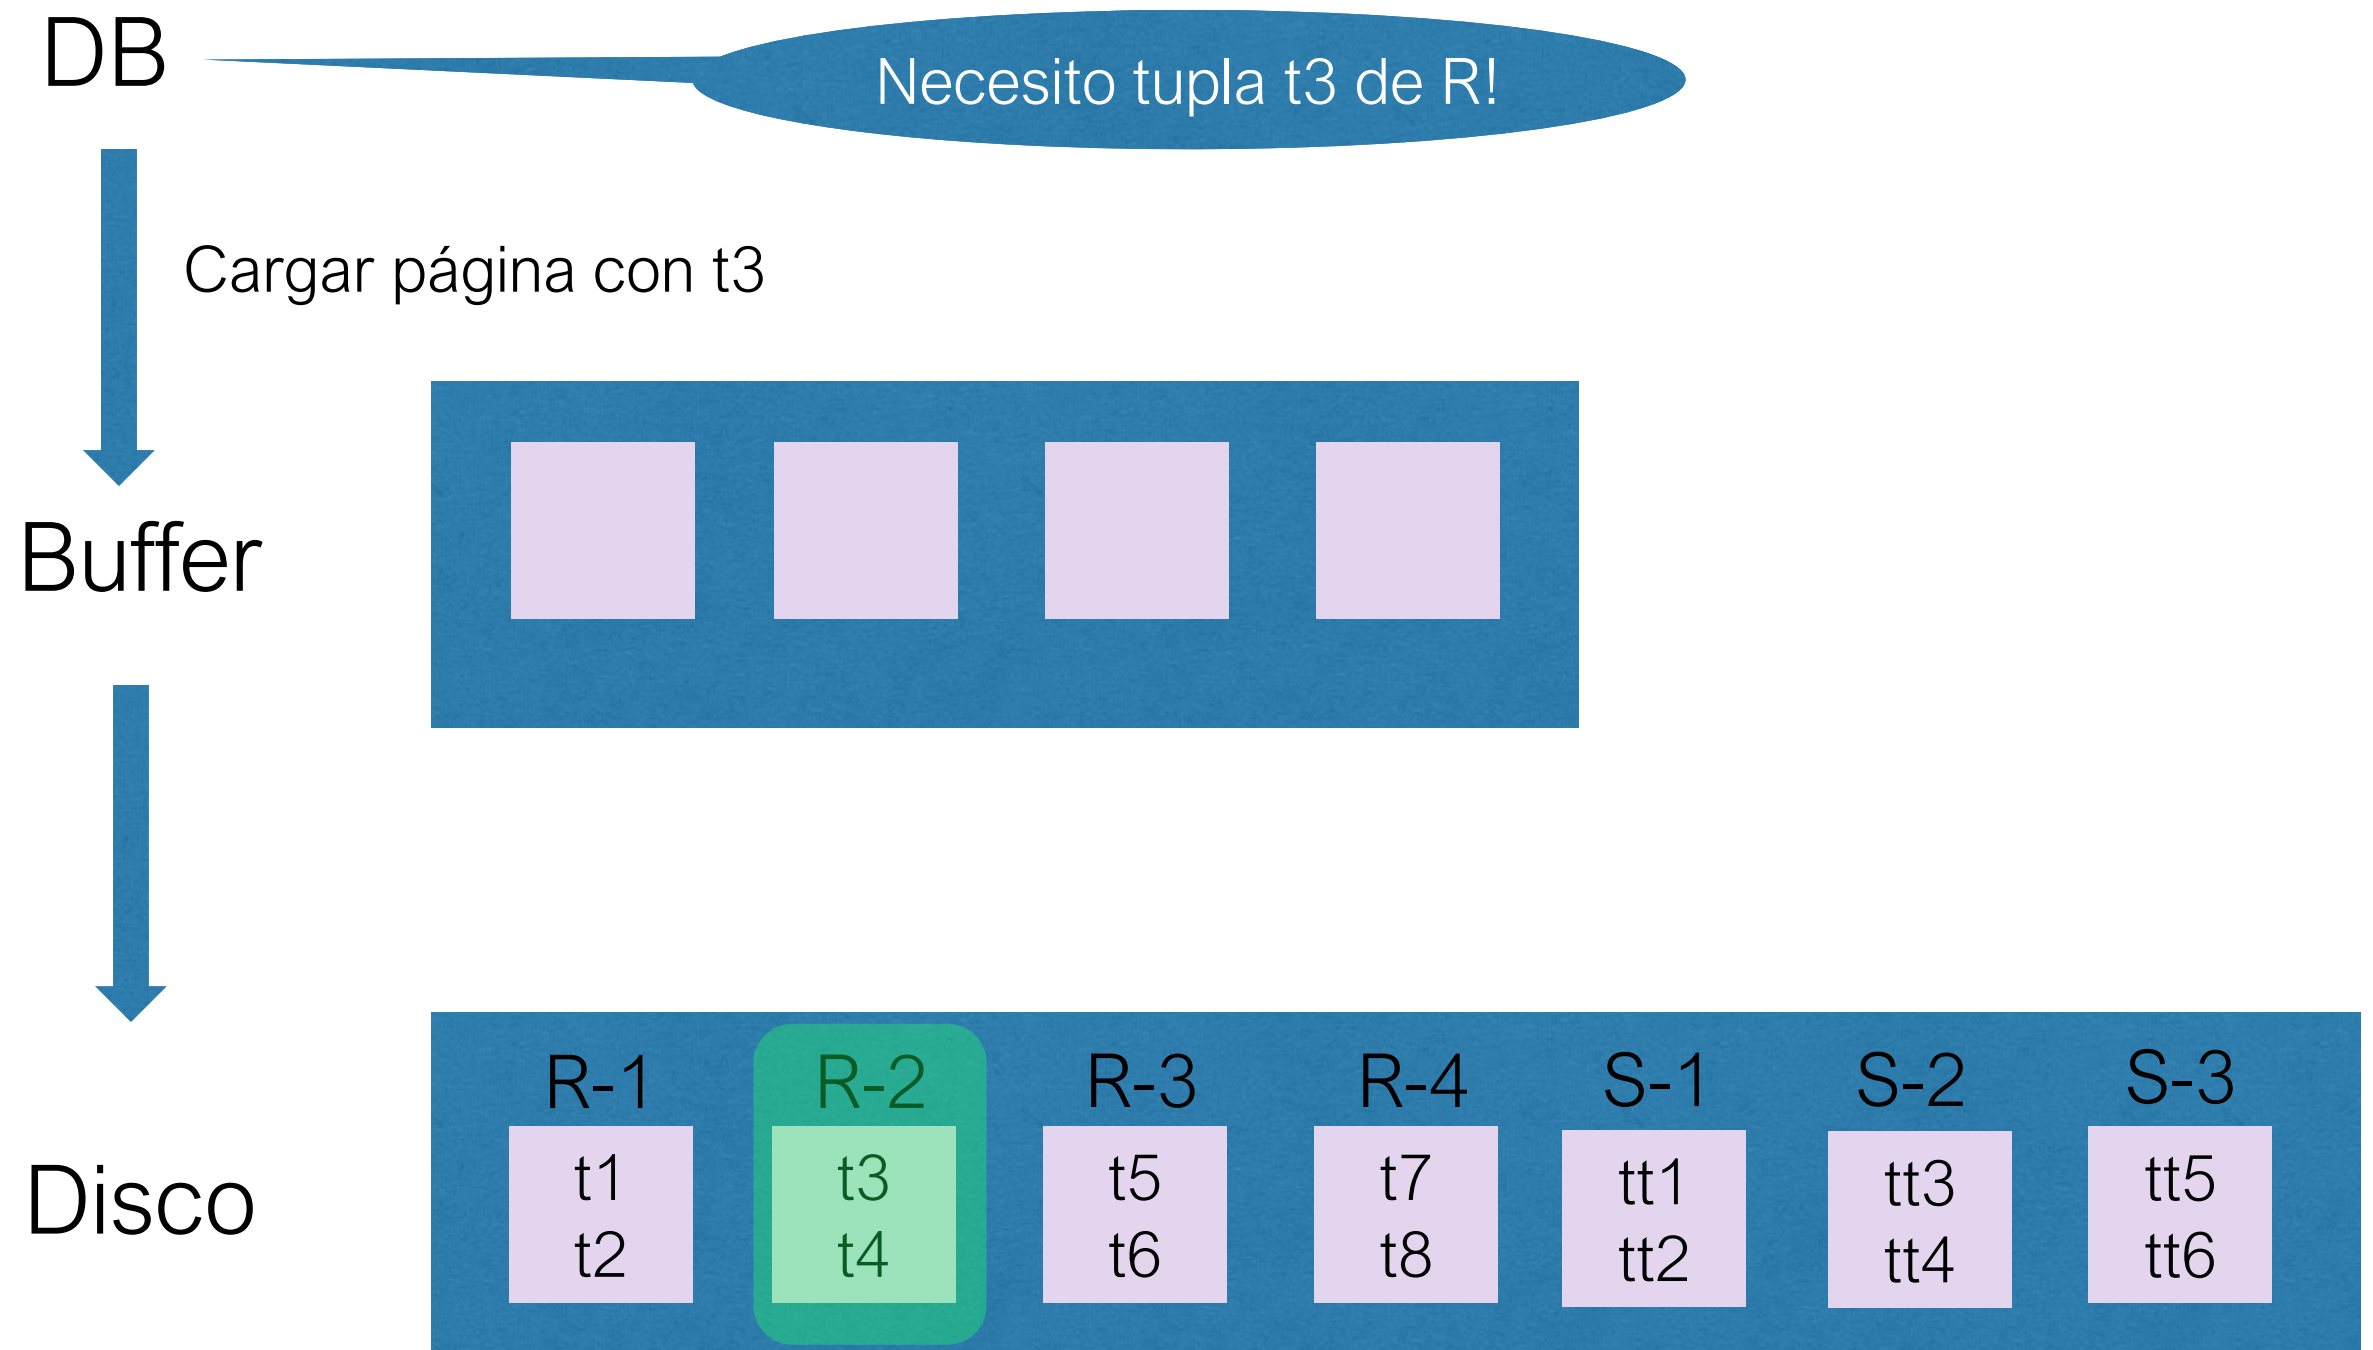 DB
Necesito tupla t3 de R!
Cargar página con t3
Buffer
Disco
R-1
t1
t2
R-2
t3
t4
R-3
t5
t6
R-4
t7
t8
S-1
tt1
tt2
S-2
tt3
tt4
S-3
tt5
tt6